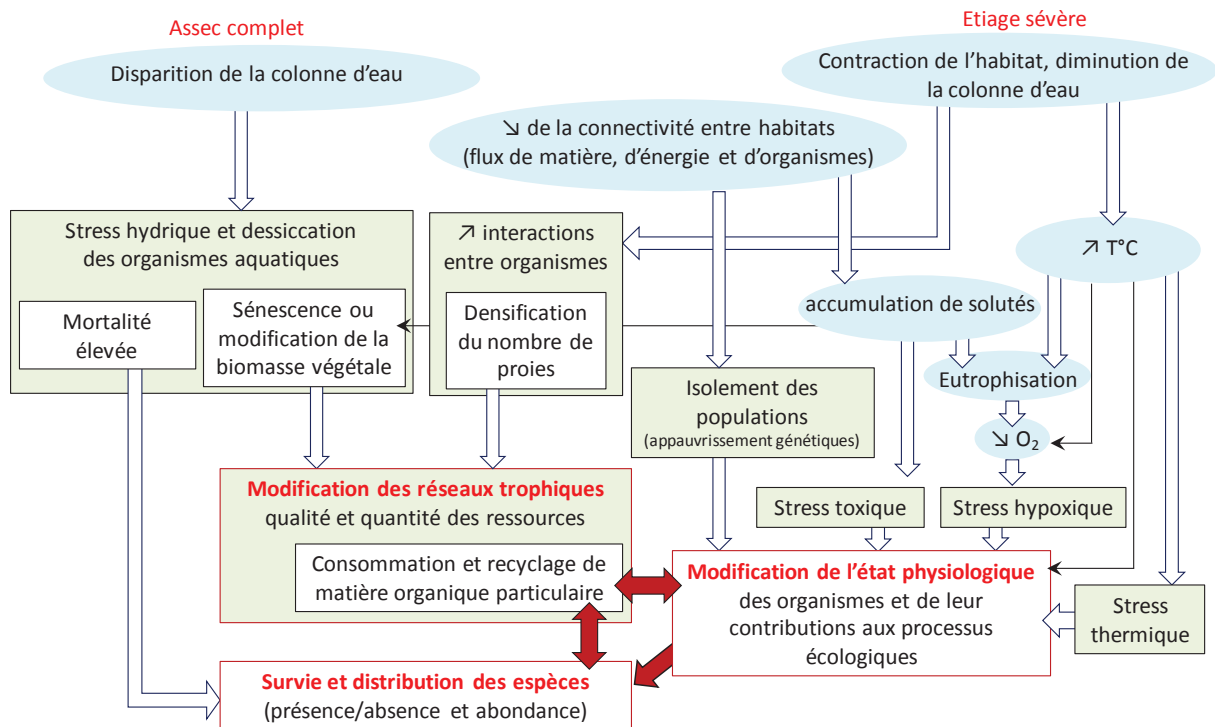 Assec complet
Etiage sévère
Disparition de la colonne d'eau
Contraction de l'habitat, diminution de
la colonne d'eau
↘ de la connectivité entre habitats
(flux de matière, d'énergie et d'organismes)
Stress hydrique et dessiccation
des organismes aquatiques
↗ interactions
entre organismes
↗ T°C
Mortalité
élevée
Sénescence ou
modification de la
biomasse végétale
Densification
du nombre de
proies
accumulation de solutés
Isolement des
populations
(appauvrissement génétiques)
Eutrophisation
↘ O₂
Modification des réseaux trophiques
qualité et quantité des ressources
Consommation et recyclage de
matière organique particulaire
Stress toxique
Stress hypoxique
Modification de l'état physiologique
des organismes et de leur
contributions aux processus
écologiques
Stress
thermique
Survie et distribution des espèces
(présence/absence et abondance)